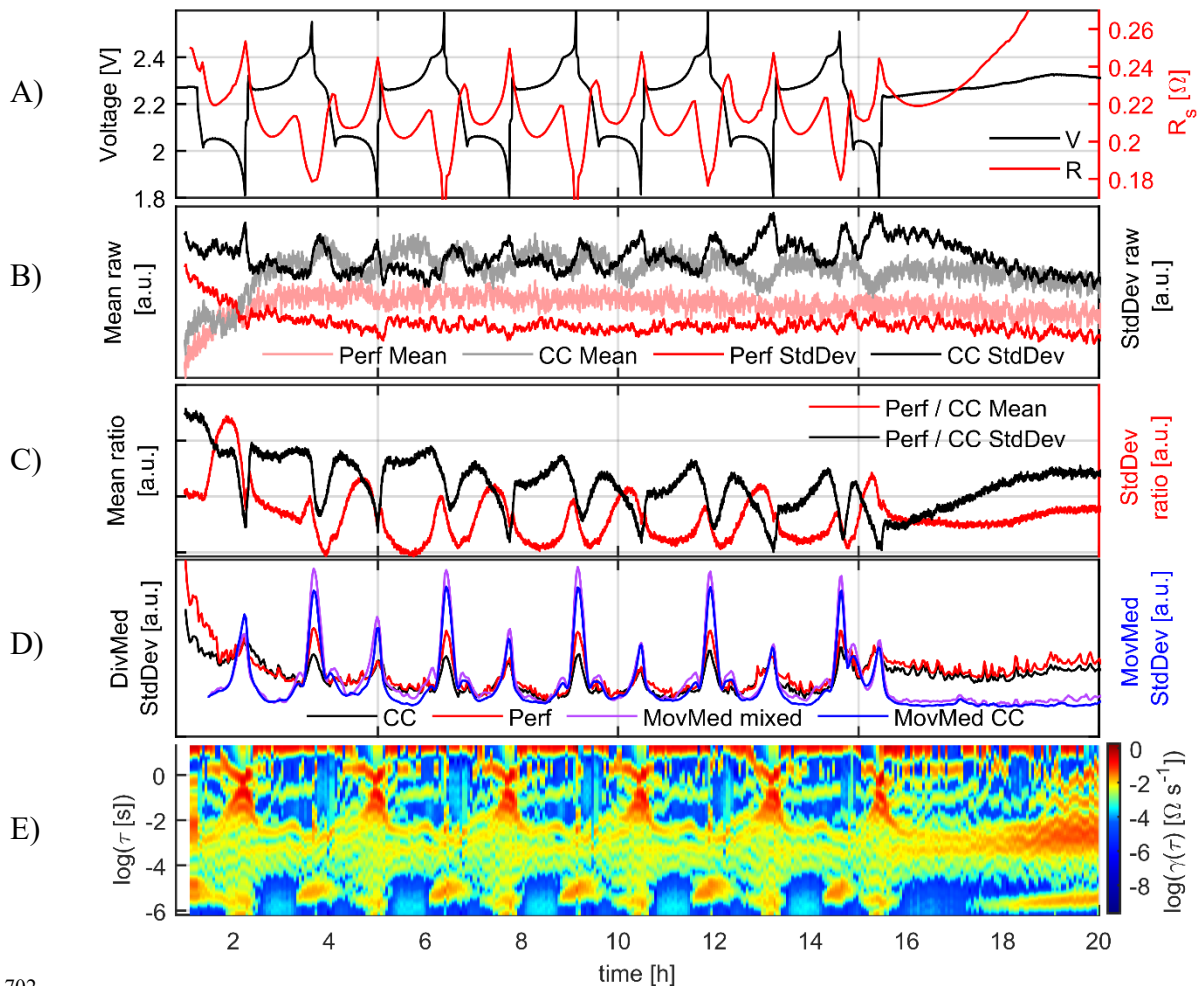 A)
Voltage [V]
2.4
2.2
2
1.8
0.26
0.24
0.22
0.2
0.18
R_s [Ω]
V
R
B)
Mean raw
[a.u.]
StdDev raw
[a.u.]
Perf Mean
CC Mean
Perf StdDev
CC StdDev
C)
Mean ratio
[a.u.]
StdDev
ratio [a.u.]
Perf / CC Mean
Perf / CC StdDev
D)
DivMed
StdDev [a.u.]
MovMed
StdDev [a.u.]
CC
Perf
MovMed mixed
MovMed CC
E)
log(τ [s])
0
-2
-4
-6
0
-2
-4
-6
-8
log(γ(τ) [Ω s⁻¹])
2 4 6 8 10 12 14 16 18 20
time [h]